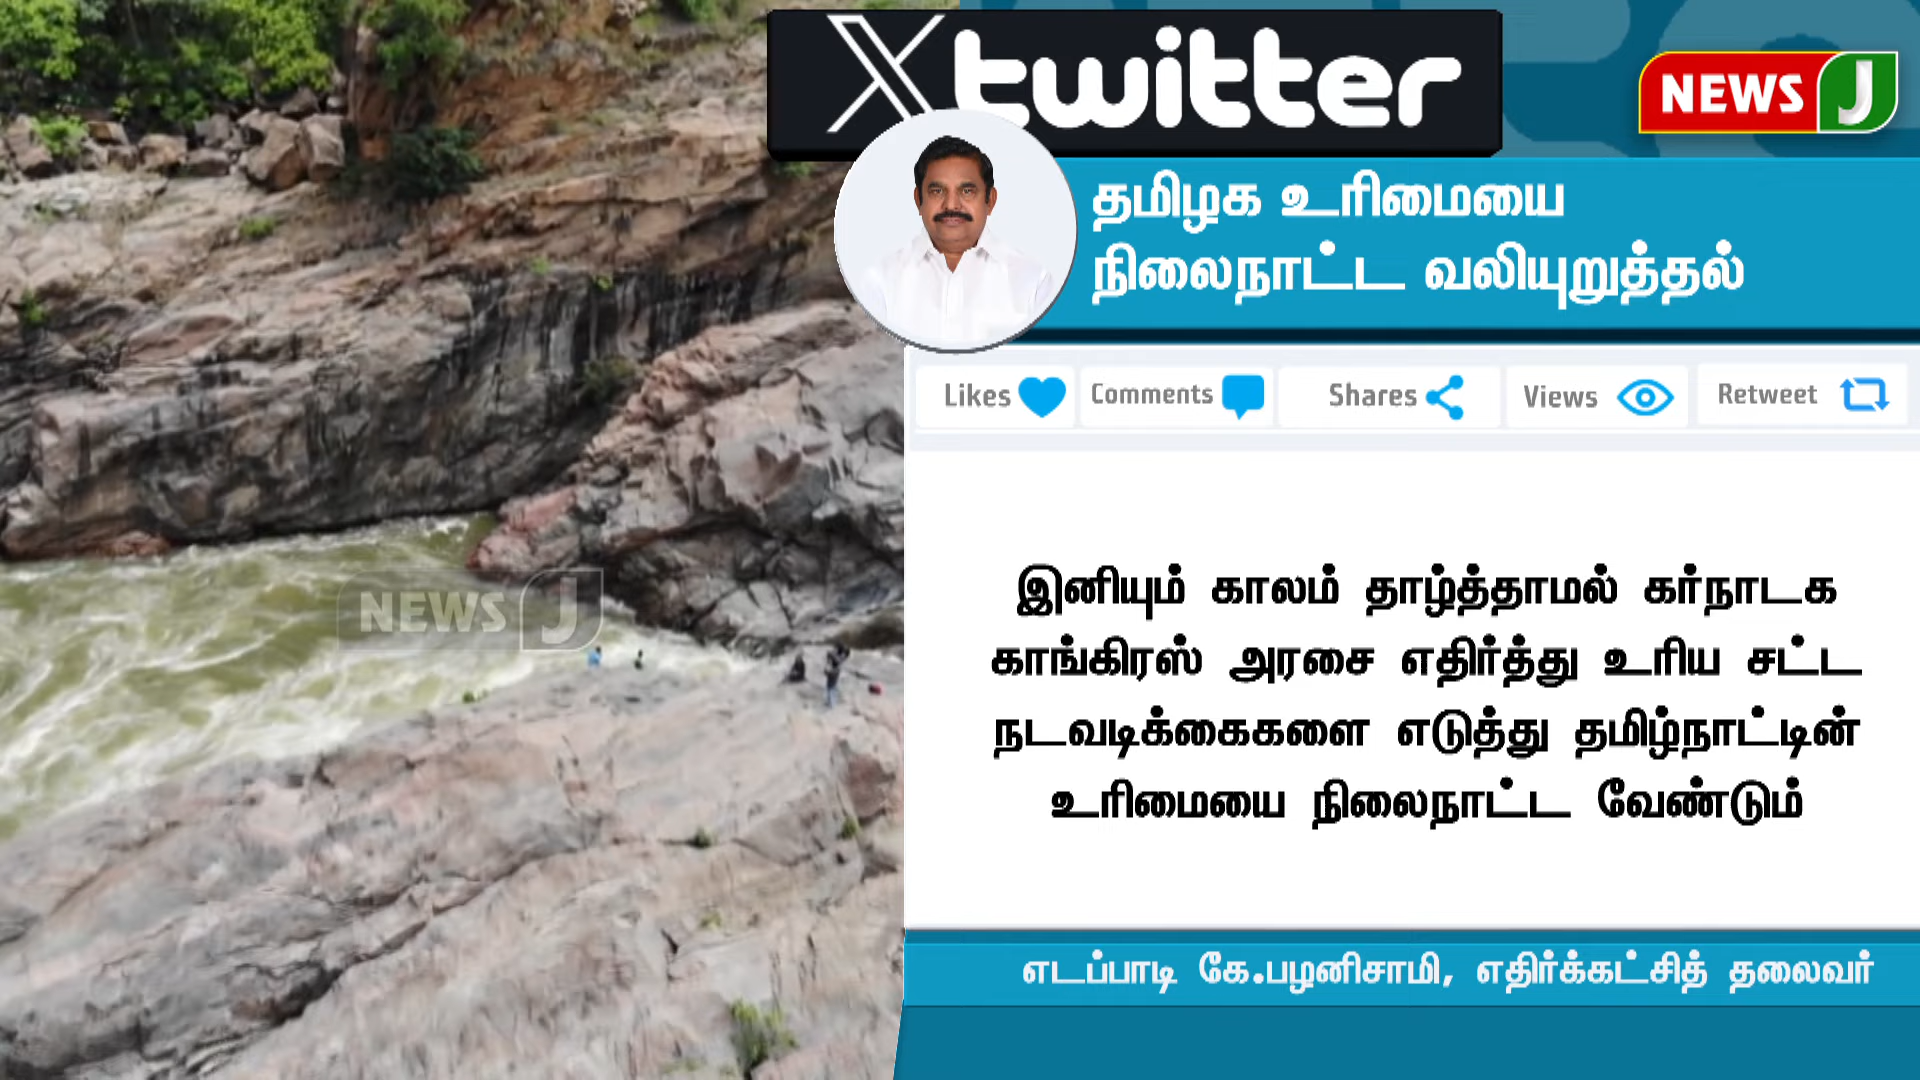 X twitter
NEWS J
தமிழக உரிமையை
நிலைநாட்ட வலியுறுத்தல்
Likes
Comments
Shares
Views
Retweet
இனியும் காலம் தாழ்த்தாமல் கர்நாடக
காங்கிரஸ் அரசை எதிர்த்து உரிய சட்ட
நடவடிக்கைகளை எடுத்து தமிழ்நாட்டின்
உரிமையை நிலைநாட்ட வேண்டும்
NEWS J
எடப்பாடி கே.பழனிசாமி, எதிர்க்கட்சித் தலைவர்